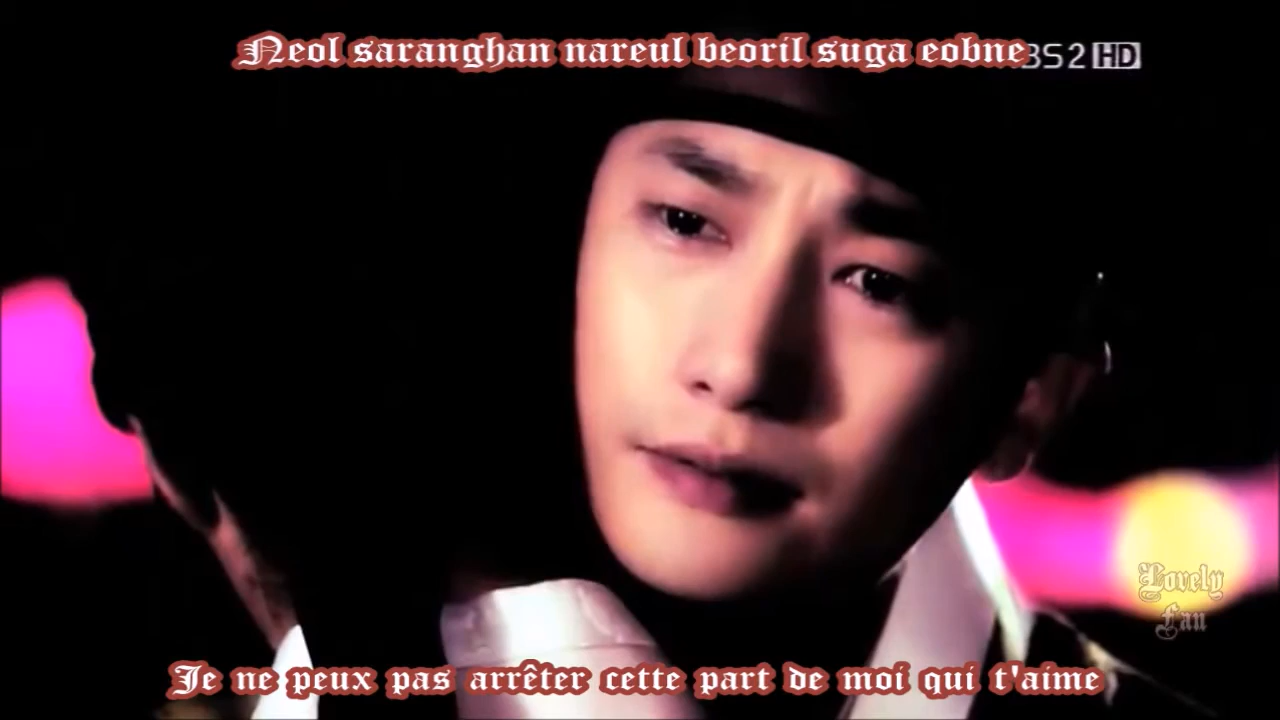 Neol saranghan nareul beoril suga eobne
BS2 HD
Lovely
Fan
Je ne peux pas arrêter cette part de moi qui t'aime